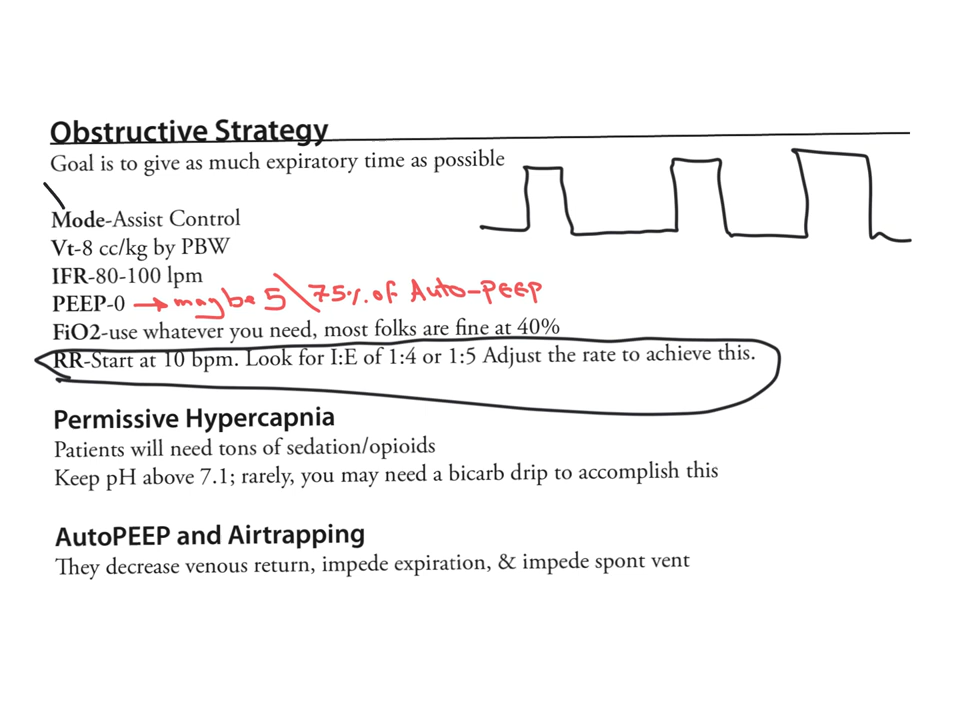 Obstructive Strategy
Goal is to give as much expiratory time as possible
Mode-Assist Control
Vt-8 cc/kg by PBW
IFR-80-100 lpm
PEEP-0 → maybe 5 \ 75% of Auto-PEEP
FiO2-use whatever you need, most folks are fine at 40%
RR-Start at 10 bpm. Look for I:E of 1:4 or 1:5 Adjust the rate to achieve this.
Permissive Hypercapnia
Patients will need tons of sedation/opioids
Keep pH above 7.1; rarely, you may need a bicarb drip to accomplish this
AutoPEEP and Airtrapping
They decrease venous return, impede expiration, & impede spont vent